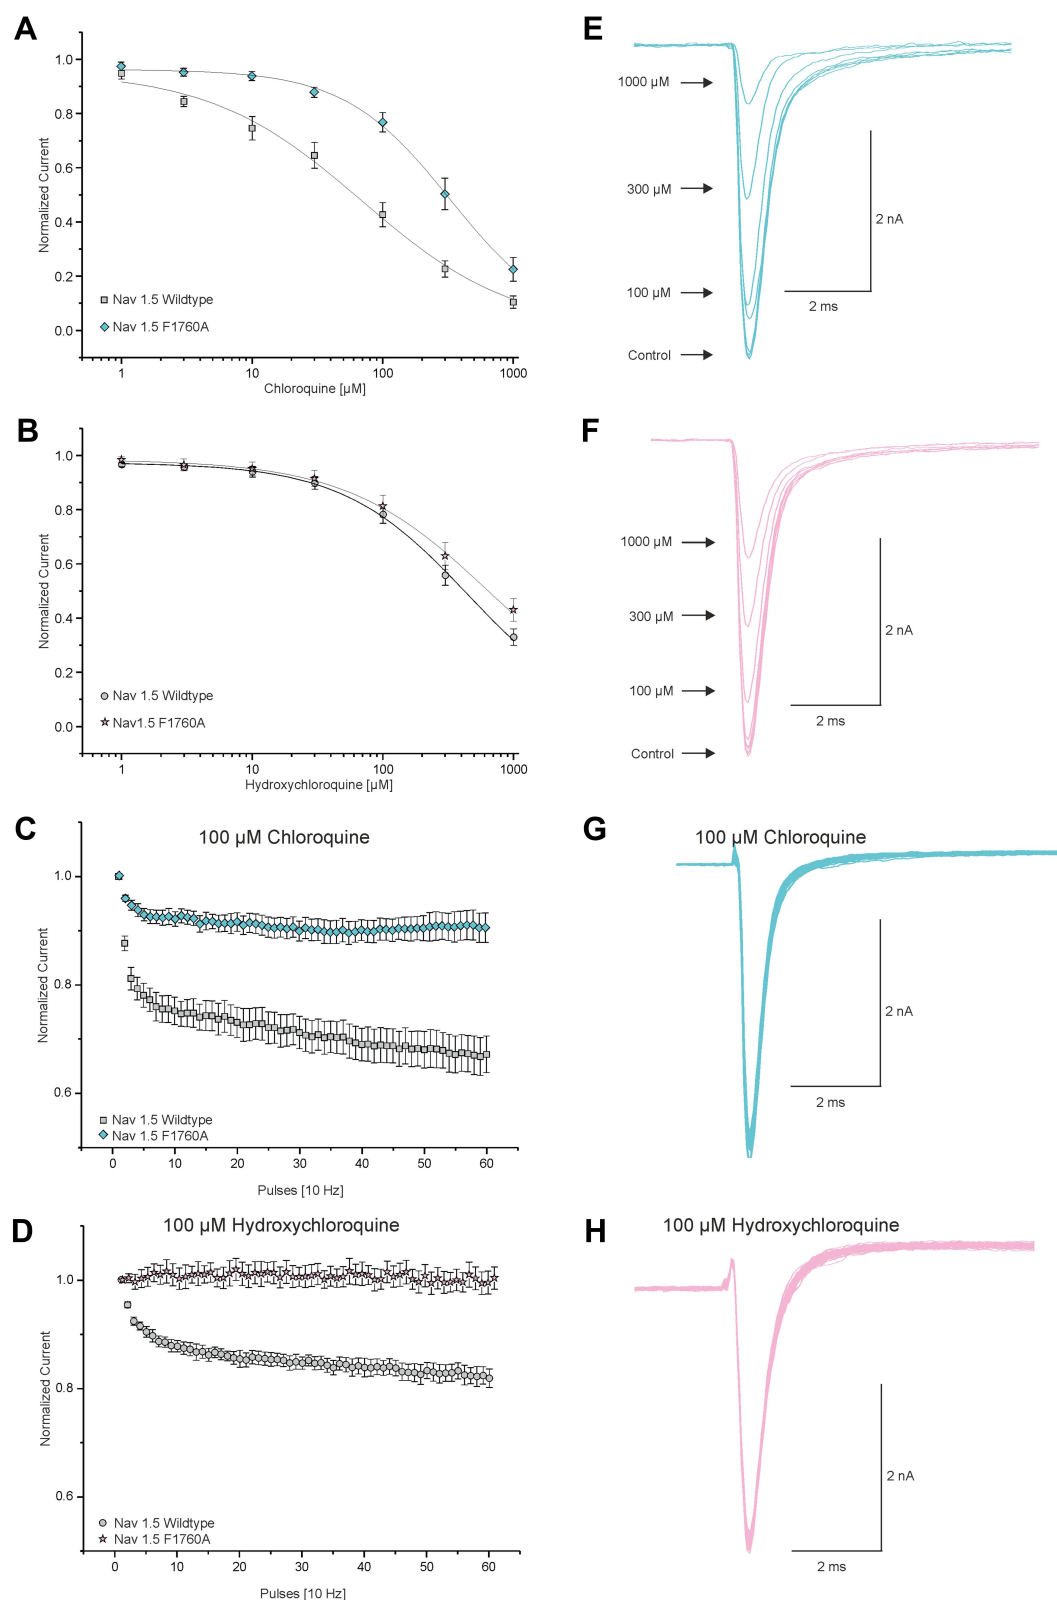 A
Normalized Current
1.0
0.8
0.6
0.4
0.2
0.0
Nav 1.5 Wildtype
Nav 1.5 F1760A
1 10 100 1000
Chloroquine [µM]
E
1000 µM
300 µM
100 µM
Control
2 nA
2 ms
B
Normalized Current
1.0
0.8
0.6
0.4
0.2
0.0
Nav 1.5 Wildtype
Nav1.5 F1760A
1 10 100 1000
Hydroxychloroquine [µM]
F
1000 µM
300 µM
100 µM
Control
2 nA
2 ms
C
100 µM Chloroquine
Normalized Current
1.0
0.8
0.6
Nav 1.5 Wildtype
Nav 1.5 F1760A
0 10 20 30 40 50 60
Pulses [10 Hz]
G
100 µM Chloroquine
2 nA
2 ms
D
100 µM Hydroxychloroquine
Normalized Current
1.0
0.8
0.6
Nav 1.5 Wildtype
Nav 1.5 F1760A
0 10 20 30 40 50 60
Pulses [10 Hz]
H
100 µM Hydroxychloroquine
2 nA
2 ms